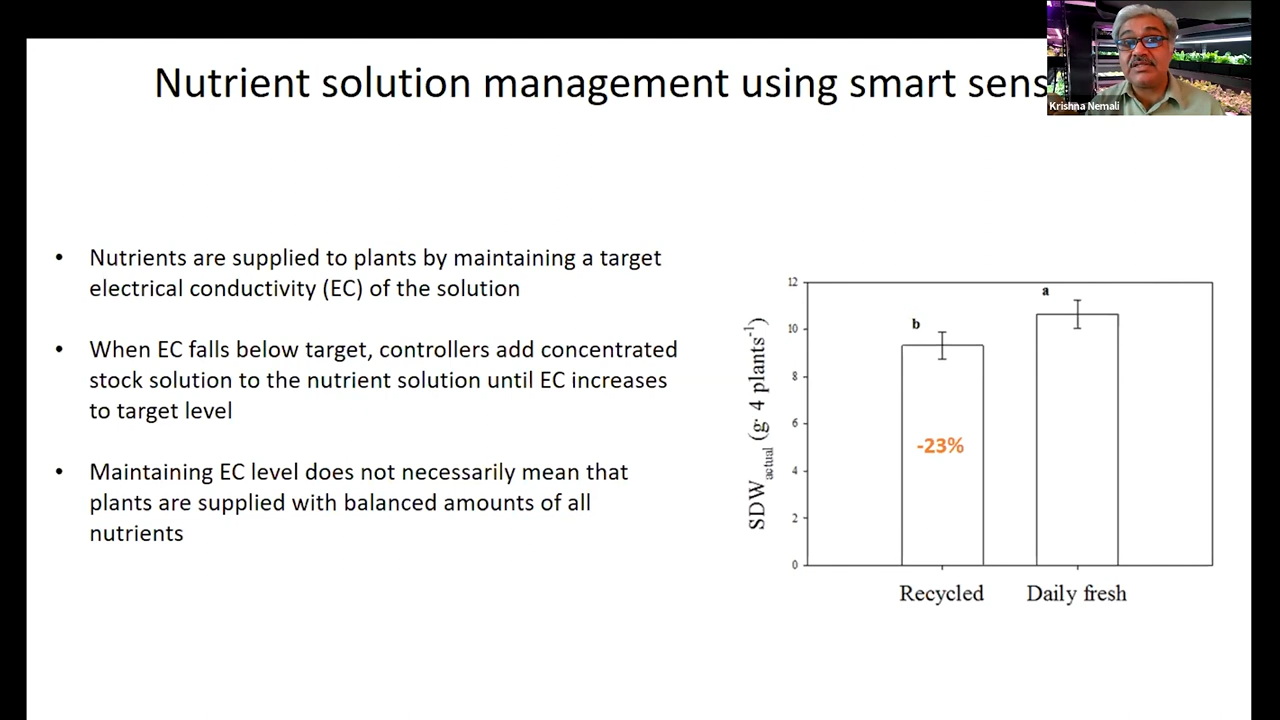 Nutrient solution management using smart sens
Krishna Nemali
• Nutrients are supplied to plants by maintaining a target
electrical conductivity (EC) of the solution
• When EC falls below target, controllers add concentrated
stock solution to the nutrient solution until EC increases
to target level
• Maintaining EC level does not necessarily mean that
plants are supplied with balanced amounts of all
nutrients
SDWactual (g· 4 plants-1)
12
10
8
6
4
2
0
b
a
-23%
Recycled
Daily fresh